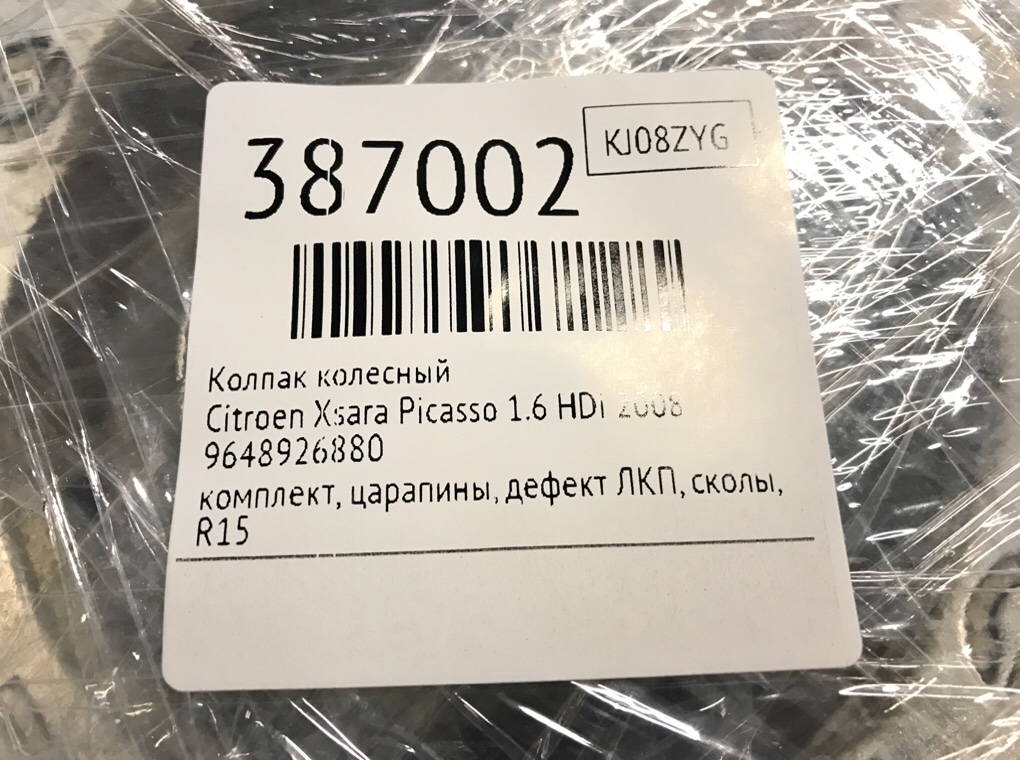 387002
KJ08ZYG
Колпак колесный
Citroen Xsara Picasso 1.6 HDi 2008
9648926880
комплект, царапины, дефект ЛКП, сколы,
R15